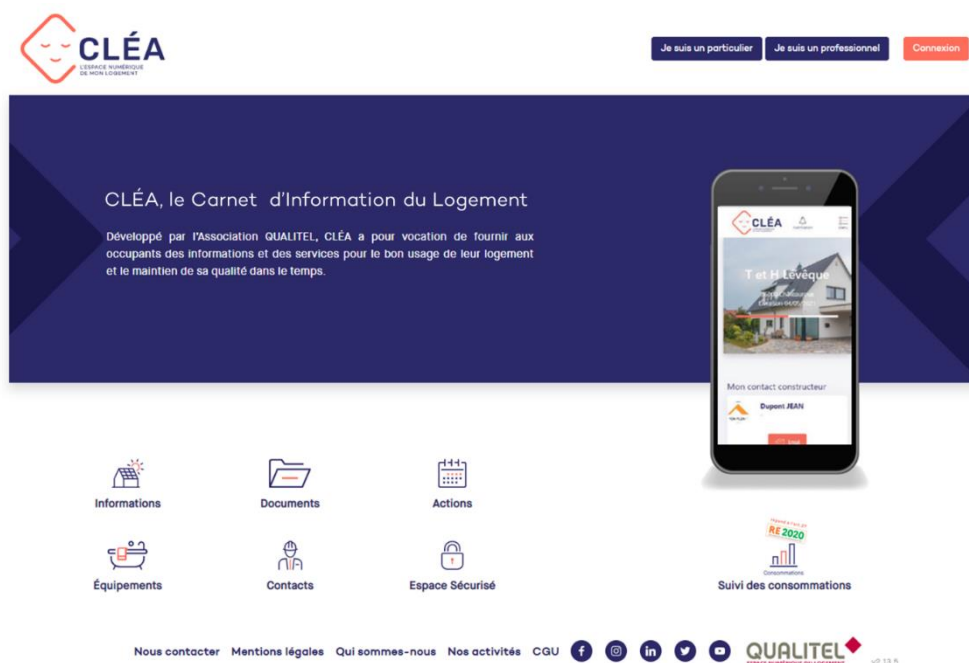 CLÉA
L'ESPACE NUMÉRIQUE
DE MON LOGEMENT
Je suis un particulier
Je suis un professionnel
Connexion
CLÉA, le Carnet d'Information du Logement
Développé par l'Association QUALITEL, CLÉA a pour vocation de fournir aux
occupants des informations et des services pour le bon usage de leur logement
et le maintien de sa qualité dans le temps.
CLÉA
T et H Lévêque
Mon contact constructeur
Dupont JEAN
Informations
Documents
Actions
RE 2020
Consommations
Équipements
Contacts
Espace Sécurisé
Suivi des consommations
Nous contacter
Mentions légales
Qui sommes-nous
Nos activités
CGU
QUALITEL
ESPACE NUMÉRIQUE DU LOGEMENT